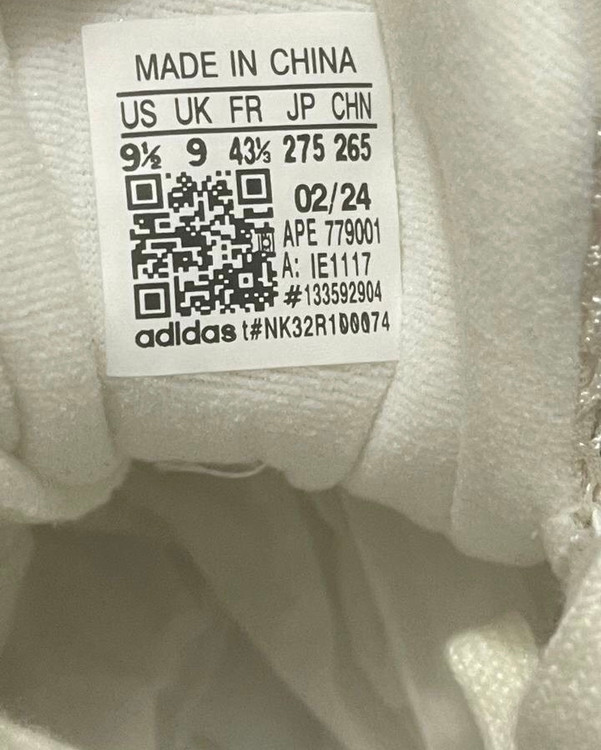 MADE IN CHINA
US UK FR JP CHN
9½ 9 43⅓ 275 265
02/24
APE 779001
A: IE1117
#133592904
adidas t#NK32R100074